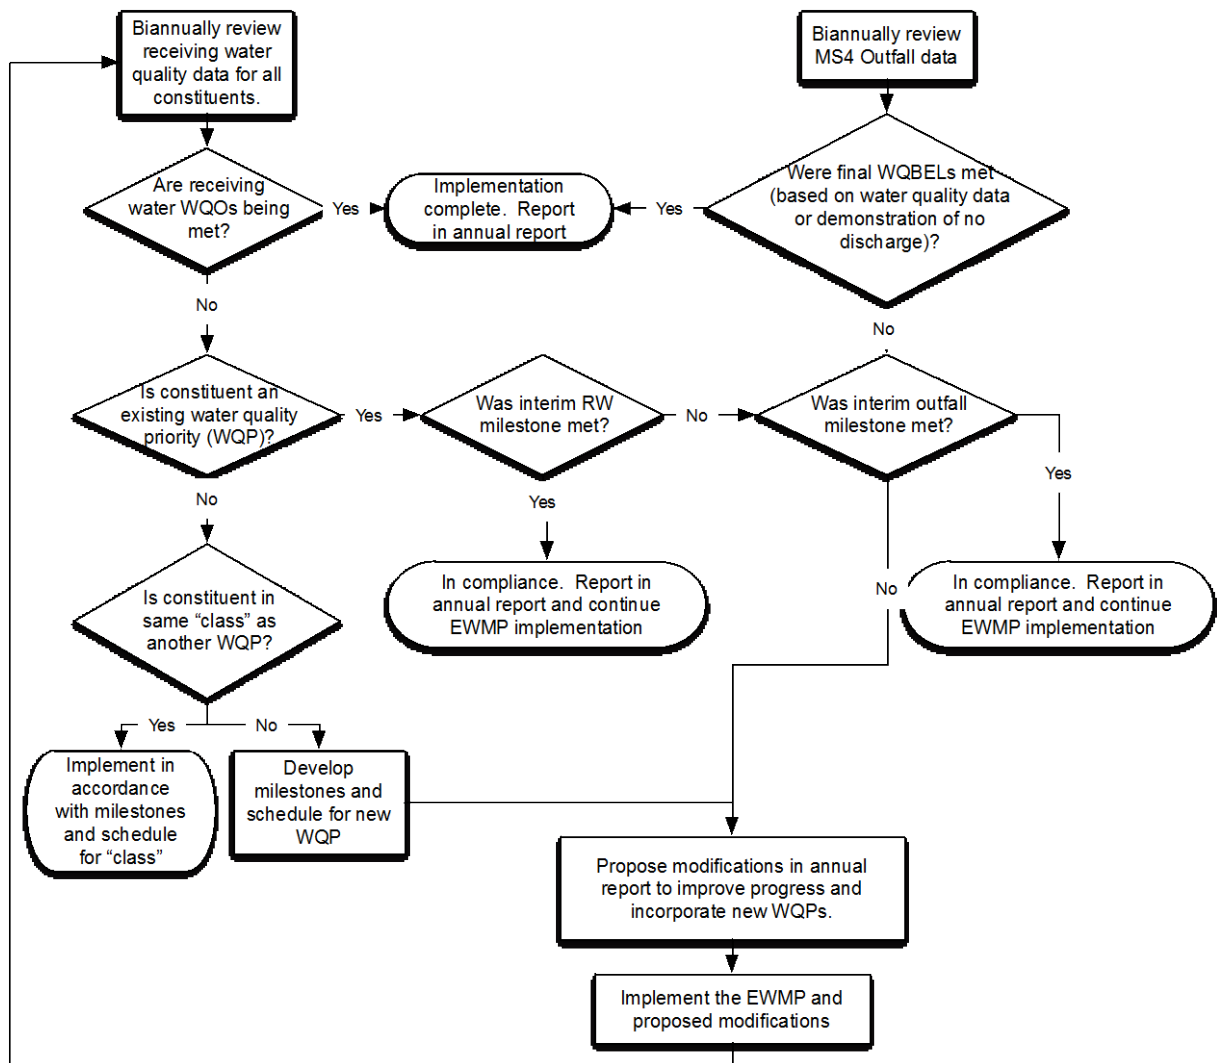 Biannually review
receiving water
quality data for all
constituents.
Biannually review
MS4 Outfall data
Are receiving
water WQOs being
met?
Yes
Implementation
complete.  Report
in annual report
Yes
Were final WQBELs met
(based on water quality data
or demonstration of no
discharge)?
No
No
Is constituent an
existing water quality
priority (WQP)?
Yes
Was interim RW
milestone met?
No
Was interim outfall
milestone met?
No
Yes
Yes
Is constituent in
same “class” as
another WQP?
In compliance.  Report in
annual report and continue
EWMP implementation
No
In compliance.  Report in
annual report and continue
EWMP implementation
Yes
No
Implement in
accordance
with milestones
and schedule
for “class”
Develop
milestones and
schedule for new
WQP
Propose modifications in annual
report to improve progress and
incorporate new WQPs.
Implement the EWMP and
proposed modifications